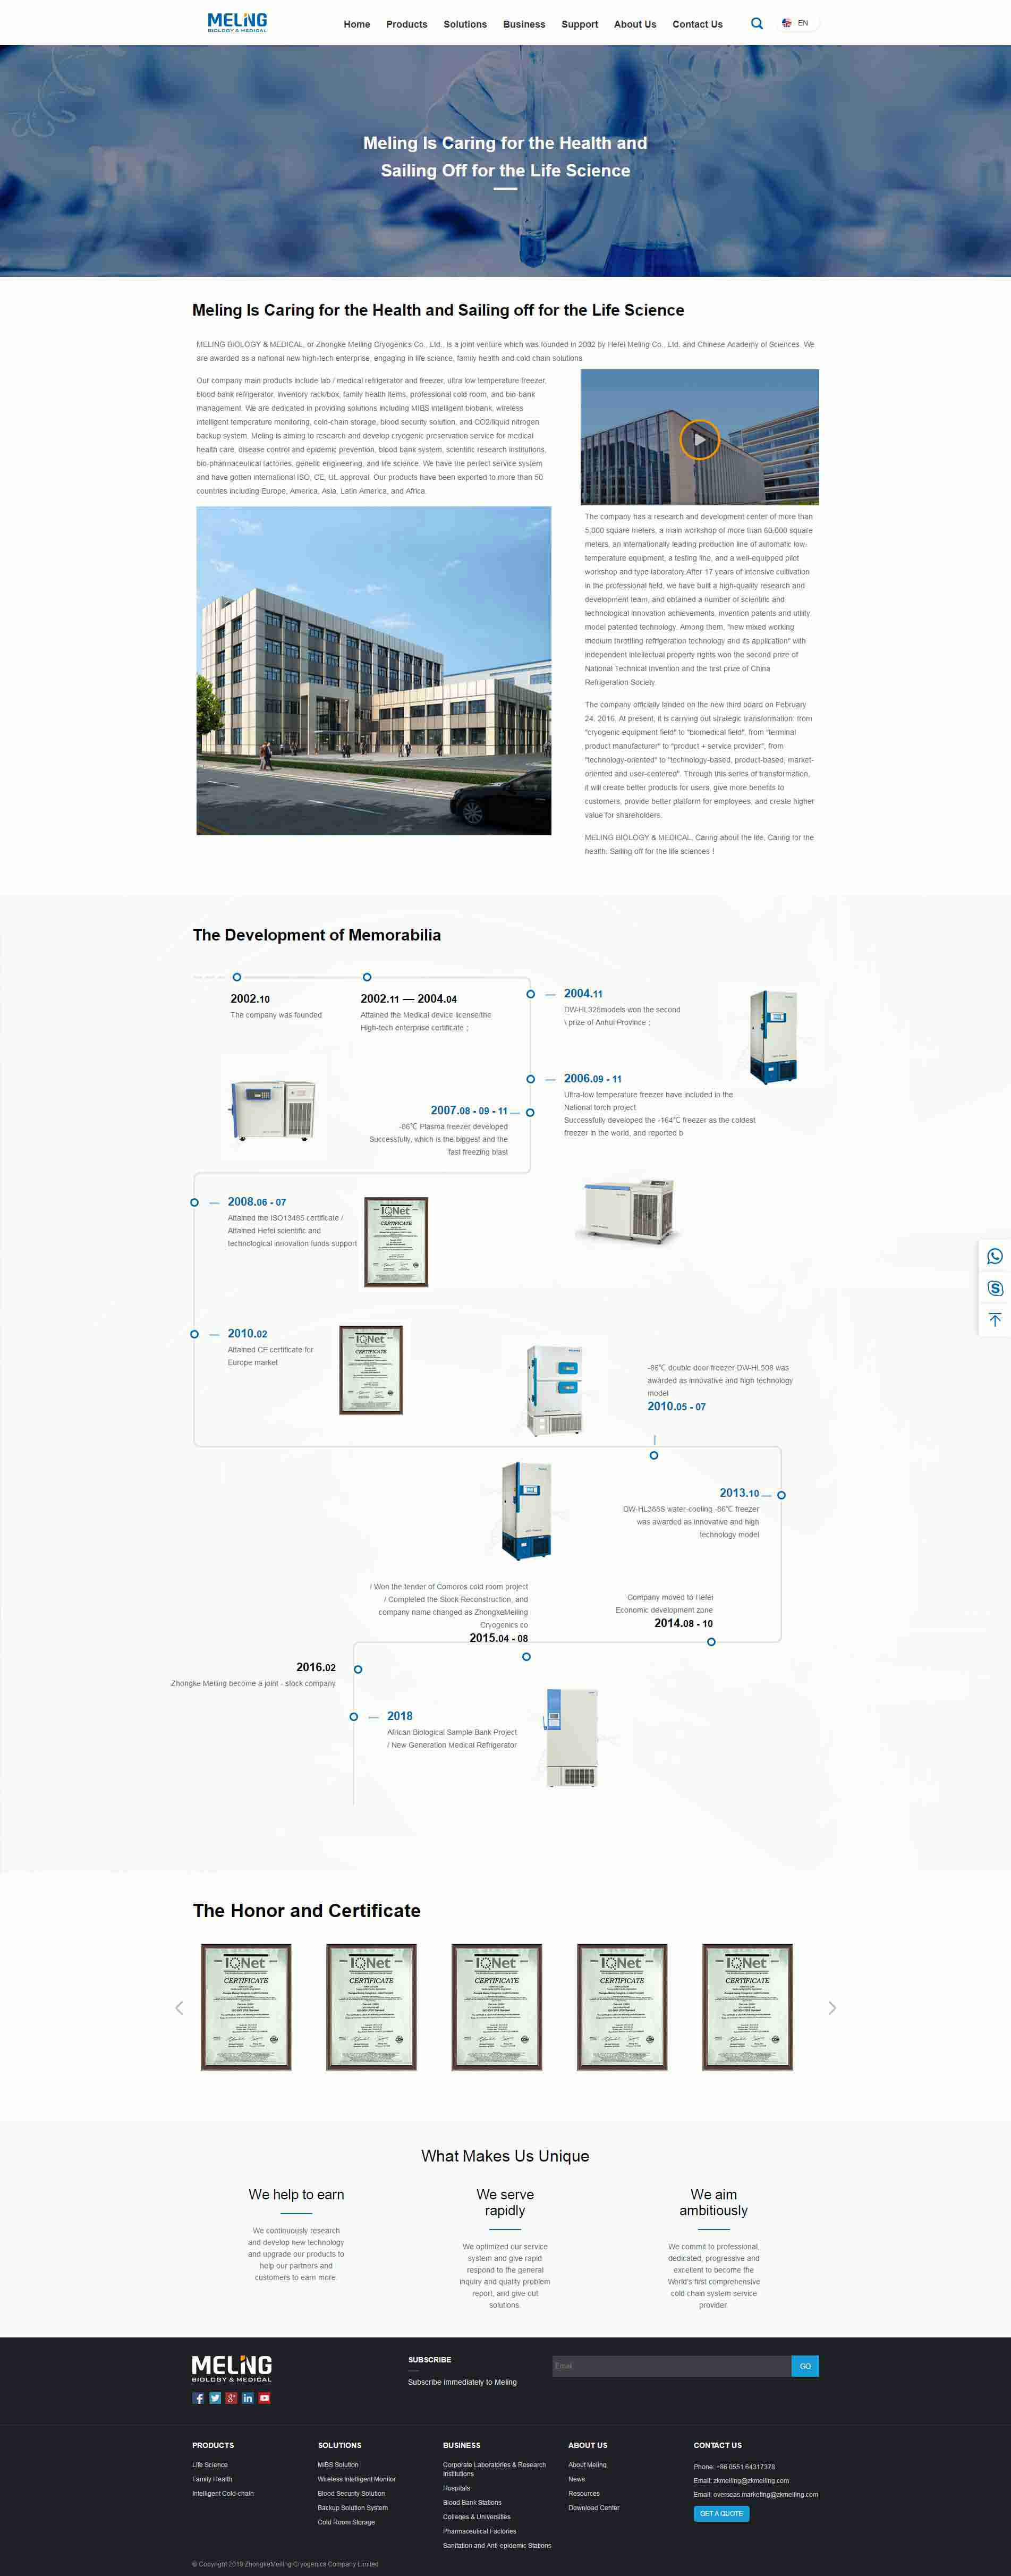 MELING
BIOLOGY & MEDICAL
Home
Products
Solutions
Business
Support
About Us
Contact Us
EN
Meling Is Caring for the Health and
Sailing Off for the Life Science
Meling Is Caring for the Health and Sailing off for the Life Science
MELING BIOLOGY & MEDICAL, or Zhongke Meiling Cryogenics Co., Ltd., is a joint venture which was founded in 2002 by Hefei Meling Co., Ltd. and Chinese Academy of Sciences. We
are awarded as a national new high-tech enterprise, engaging in life science, family health and cold chain solutions.
Our company main products include lab / medical refrigerator and freezer, ultra low temperature freezer,
blood bank refrigerator, inventory rack/box, family health items, professional cold room, and bio-bank
management. We are dedicated in providing solutions including MIBS intelligent biobank, wireless
intelligent temperature monitoring, cold-chain storage, blood security solution, and CO2/liquid nitrogen
backup system. Meling is aiming to research and develop cryogenic preservation service for medical
health care, disease control and epidemic prevention, blood bank system, scientific research institutions,
bio-pharmaceutical factories, genetic engineering, and life science. We have the perfect service system
and have gotten international ISO, CE, UL approval. Our products have been exported to more than 50
countries including Europe, America, Asia, Latin America, and Africa.
The company has a research and development center of more than
5,000 square meters, a main workshop of more than 60,000 square
meters, an internationally leading production line of automatic low-
temperature equipment, a testing line, and a well-equipped pilot
workshop and type laboratory.After 17 years of intensive cultivation
in the professional field, we have built a high-quality research and
development team, and obtained a number of scientific and
technological innovation achievements, invention patents and utility
model patented technology. Among them, "new mixed working
medium throttling refrigeration technology and its application" with
independent intellectual property rights won the second prize of
National Technical Invention and the first prize of China
Refrigeration Society.
The company officially landed on the new third board on February
24, 2016. At present, it is carrying out strategic transformation: from
"cryogenic equipment field" to "biomedical field", from "terminal
product manufacturer" to "product + service provider", from
"technology-oriented" to "technology-based, product-based, market-
oriented and user-centered". Through this series of transformation,
it will create better products for users, give more benefits to
customers, provide better platform for employees, and create higher
value for shareholders.
MELING BIOLOGY & MEDICAL, Caring about the life, Caring for the
health. Sailing off for the life sciences！
The Development of Memorabilia
2002.10
The company was founded
2002.11 — 2004.04
Attained the Medical device license/the
High-tech enterprise certificate；
2004.11
DW-HL328models won the second
\ prize of Anhui Province；
2006.09 - 11
Ultra-low temperature freezer have included in the
National torch project
Successfully developed the -164℃ freezer as the coldest
freezer in the world, and reported b
2007.08 - 09 - 11
-86℃ Plasma freezer developed
Successfully, which is the biggest and the
fast freezing blast
2008.06 - 07
Attained the ISO13485 certificate /
Attained Hefei scientific and
technological innovation funds support
IQNet
CERTIFICATE
2010.02
Attained CE certificate for
Europe market
IQNet
CERTIFICATE
-86℃ double door freezer DW-HL508 was
awarded as innovative and high technology
model
2010.05 - 07
2013.10
DW-HL388S water-cooling -86℃ freezer
was awarded as innovative and high
technology model
/ Won the tender of Comoros cold room project
/ Completed the Stock Reconstruction, and
company name changed as ZhongkeMeiling
Cryogenics co
2015.04 - 08
Company moved to Hefei
Economic development zone
2014.08 - 10
2016.02
Zhongke Meiling become a joint - stock company
2018
African Biological Sample Bank Project
/ New Generation Medical Refrigerator
The Honor and Certificate
IQNet
CERTIFICATE
IQNet
CERTIFICATE
IQNet
CERTIFICATE
IQNet
CERTIFICATE
IQNet
CERTIFICATE
What Makes Us Unique
We help to earn
We continuously research
and develop new technology
and upgrade our products to
help our partners and
customers to earn more.
We serve
rapidly
We optimized our service
system and give rapid
respond to the general
inquiry and quality problem
report, and give out
solutions.
We aim
ambitiously
We commit to professional,
dedicated, progressive and
excellent to become the
World's first comprehensive
cold chain system service
provider.
MELING
BIOLOGY & MEDICAL
SUBSCRIBE
Subscribe immediately to Meling
Email
GO
PRODUCTS
Life Science
Family Health
Intelligent Cold-chain
SOLUTIONS
MIBS Solution
Wireless Intelligent Monitor
Blood Security Solution
Backup Solution System
Cold Room Storage
BUSINESS
Corporate Laboratories & Research
Institutions
Hospitals
Blood Bank Stations
Colleges & Universities
Pharmaceutical Factories
Sanitation and Anti-epidemic Stations
ABOUT US
About Meling
News
Resources
Download Center
CONTACT US
Phone: +86 0551 64317378
Email: zkmeiling@zkmeiling.com
Email: overseas.marketing@zkmeiling.com
GET A QUOTE
© Copyright 2018 ZhongkeMeiling Cryogenics Company Limited